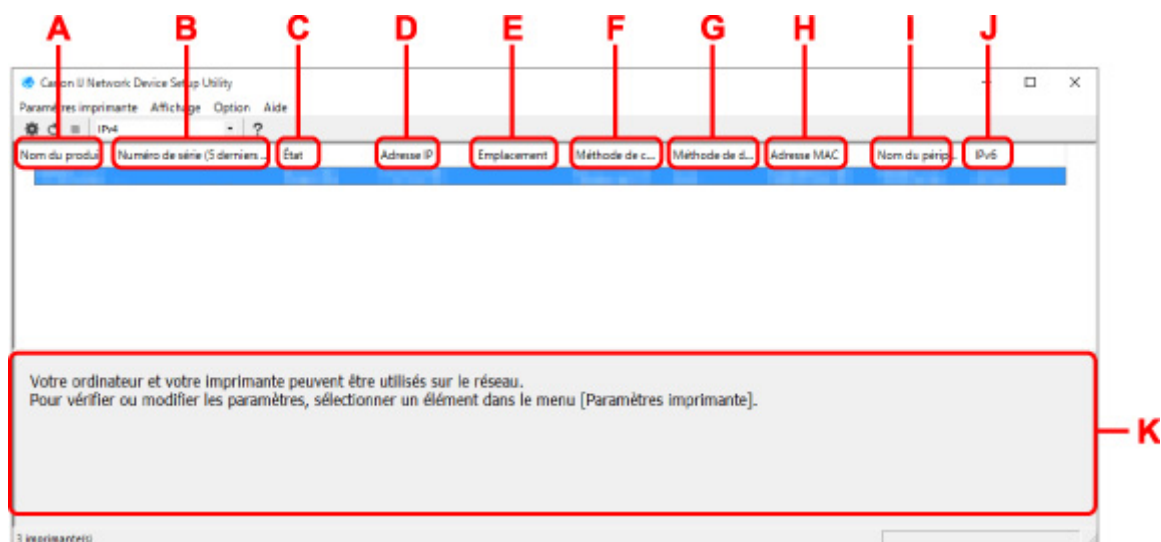 A B C D E F G H I J
Canon IJ Network Device Setup Utility
Paramètres imprimante Affichage Option Aide
IPv4 ?
Nom du produi Numéro de série (5 derniers ... État Adresse IP Emplacement Méthode de c... Méthode de d... Adresse MAC Nom du périp... IPv6
Votre ordinateur et votre imprimante peuvent être utilisés sur le réseau.
Pour vérifier ou modifier les paramètres, sélectionner un élément dans le menu [Paramètres imprimante].
K
3 imprimante(s)